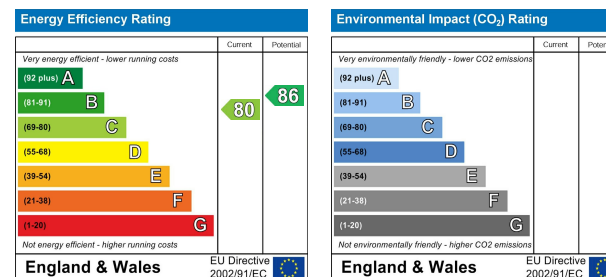 Energy Efficiency Rating
Current Potential
Very energy efficient - lower running costs
(92 plus) A
(81-91) B
(69-80) C
(55-68) D
(39-54) E
(21-38) F
(1-20) G
80
86
Not energy efficient - higher running costs
England & Wales
EU Directive
2002/91/EC
Environmental Impact (CO₂) Rating
Current Poten
Very environmentally friendly - lower CO2 emissions
(92 plus) A
(81-91) B
(69-80) C
(55-68) D
(39-54) E
(21-38) F
(1-20) G
Not environmentally friendly - higher CO2 emissions
England & Wales
EU Directive
2002/91/EC